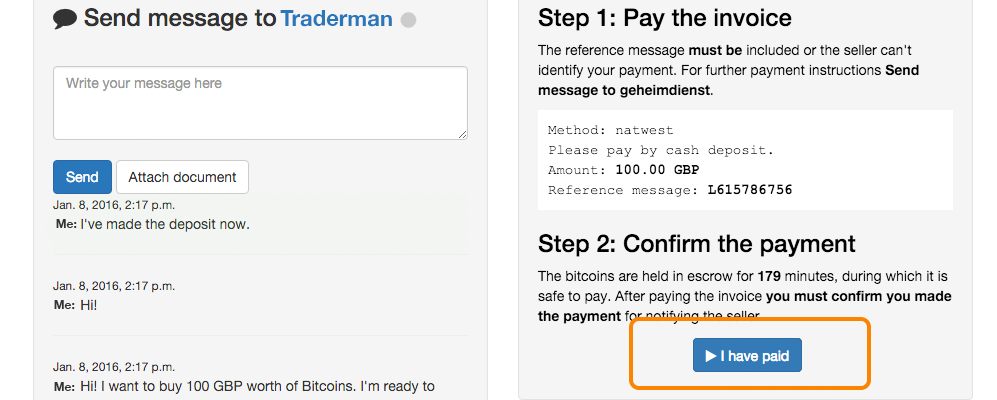 Send message to Traderman
Write your message here
Send
Attach document
Jan. 8, 2016, 2:17 p.m.
Me: I've made the deposit now.
Jan. 8, 2016, 2:17 p.m.
Me: Hi!
Jan. 8, 2016, 2:17 p.m.
Me: Hi! I want to buy 100 GBP worth of Bitcoins. I'm ready to
Step 1: Pay the invoice
The reference message must be included or the seller can't
identify your payment. For further payment instructions Send
message to geheimdienst.
Method: natwest
Please pay by cash deposit.
Amount: 100.00 GBP
Reference message: L615786756
Step 2: Confirm the payment
The bitcoins are held in escrow for 179 minutes, during which it is
safe to pay. After paying the invoice you must confirm you made
the payment for notifying the seller.
I have paid